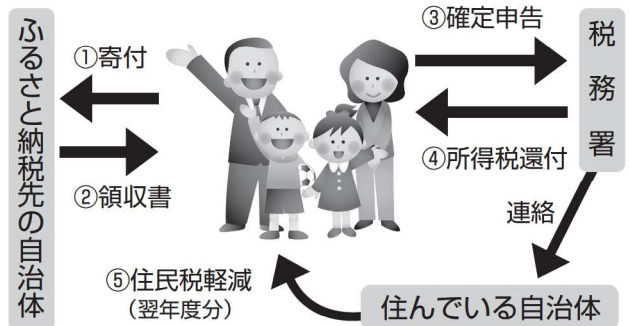 ふるさと納税先の自治体
①寄付
②領収書
③確定申告
④所得税還付
税務署
連絡
住んでいる自治体
⑤住民税軽減
（翌年度分）